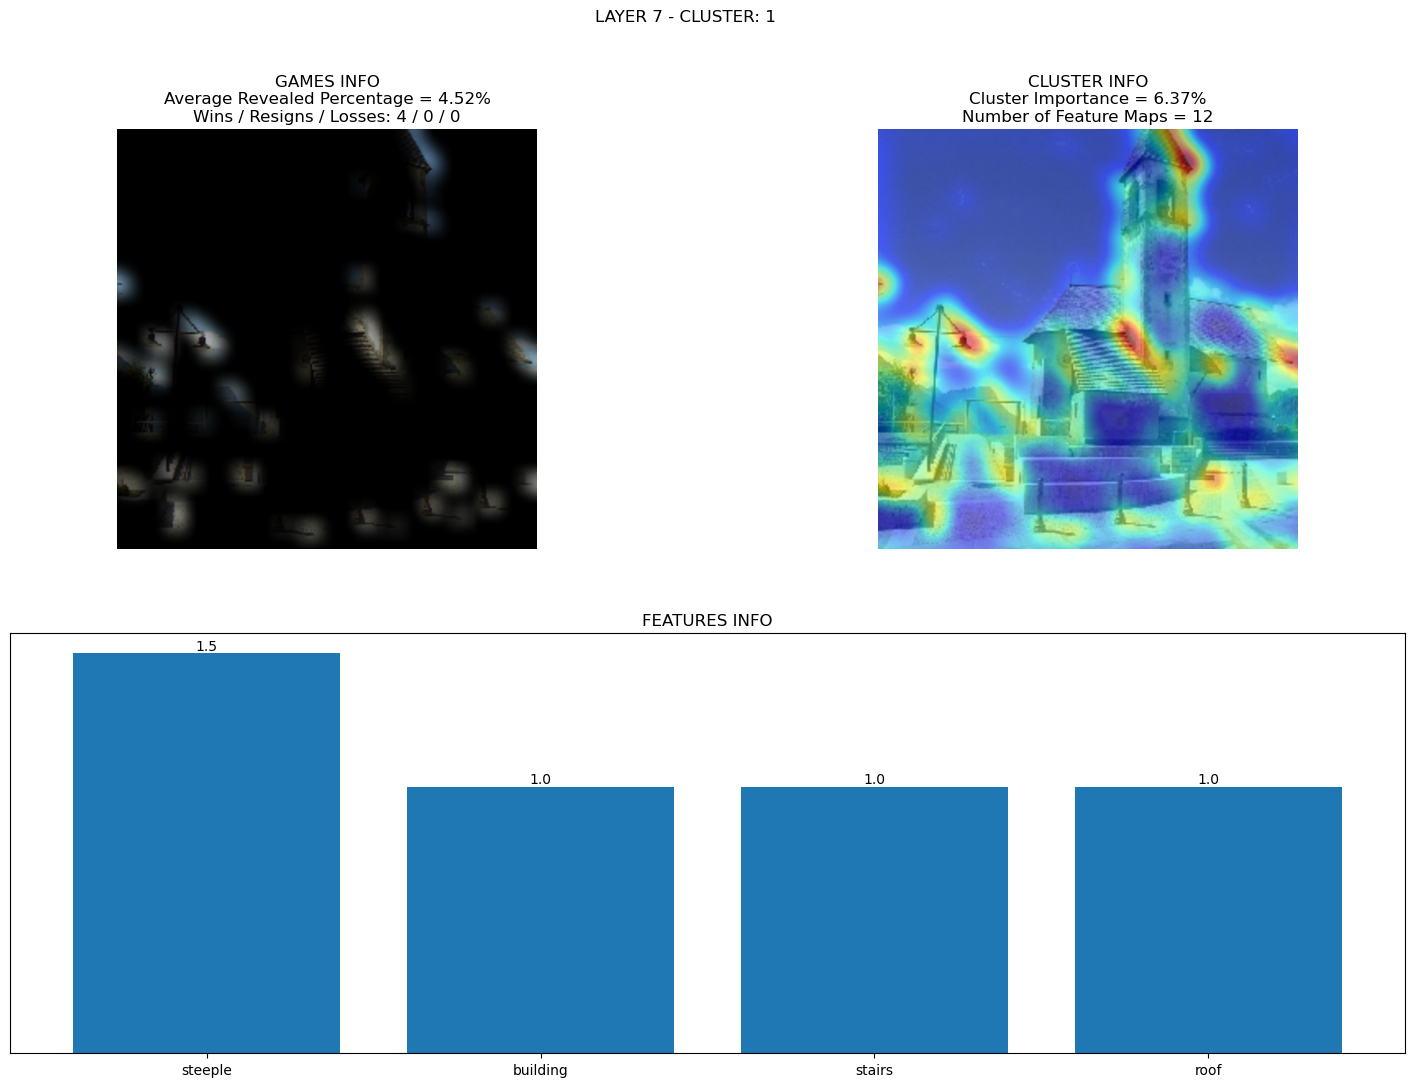 LAYER 7 - CLUSTER: 1
GAMES INFO
Average Revealed Percentage = 4.52%
Wins / Resigns / Losses: 4 / 0 / 0
CLUSTER INFO
Cluster Importance = 6.37%
Number of Feature Maps = 12
FEATURES INFO
1.5
1.0
1.0
1.0
steeple
building
stairs
roof